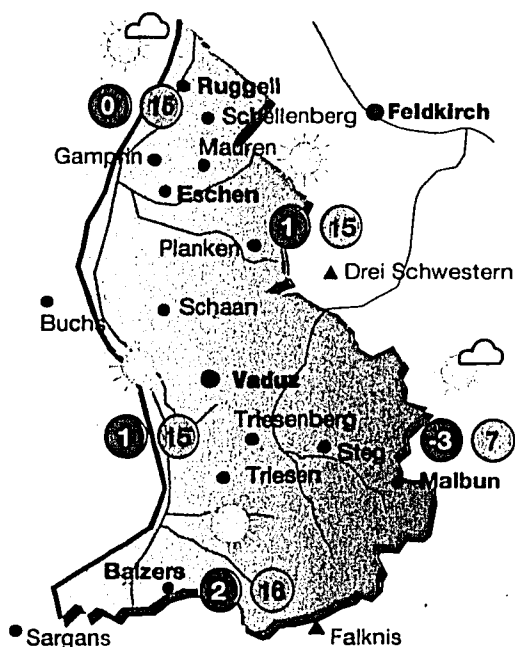 Ruggell
0 15
Schellenberg
Feldkirch
Gamprin
Mauren
Eschen
1 15
Planken
Drei Schwestern
Schaan
Buchs
Vaduz
Triesenberg
1 15
Steg
-3 7
Triesen
Malbun
Balzers
2 16
Sargans
Falknis